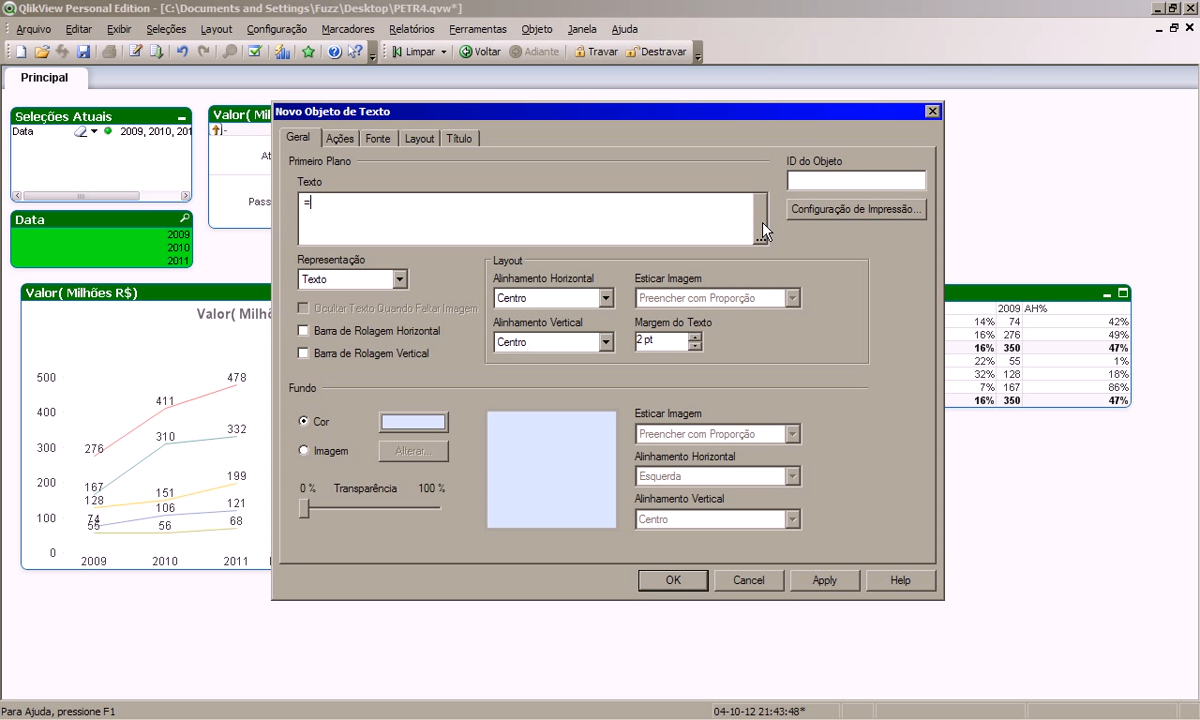 QlikView Personal Edition - [C:\Documents and Settings\Fuzz\Desktop\PETR4.qvw*]
Arquivo Editar Exibir Seleções Layout Configuração Marcadores Relatórios Ferramentas Objeto Janela Ajuda
Limpar Voltar Adiante Travar Destravar
Principal
Seleções Atuais
Data 2009, 2010, 201
Data
2009
2010
2011
Valor( Mil
At
Pass
Valor( Milhões R$)
Valor( Milhõ
500
400
300
200
100
0
276
411
478
167
310
332
128
151
199
74
106
121
55
56
68
2009 2010 2011
Novo Objeto de Texto
Geral Ações Fonte Layout Título
Primeiro Plano
Texto
=
...
ID do Objeto
Configuração de Impressão...
Representação
Texto
Ocultar Texto Quando Faltar Imagem
Barra de Rolagem Horizontal
Barra de Rolagem Vertical
Layout
Alinhamento Horizontal
Centro
Alinhamento Vertical
Centro
Esticar Imagem
Preencher com Proporção
Margem do Texto
2 pt
Fundo
Cor
Imagem
Alterar...
0 % Transparência 100 %
Esticar Imagem
Preencher com Proporção
Alinhamento Horizontal
Esquerda
Alinhamento Vertical
Centro
OK Cancel Apply Help
2009 AH%
14% 74 42%
16% 276 49%
16% 350 47%
22% 55 1%
32% 128 18%
7% 167 86%
16% 350 47%
Para Ajuda, pressione F1
04-10-12 21:43:48*